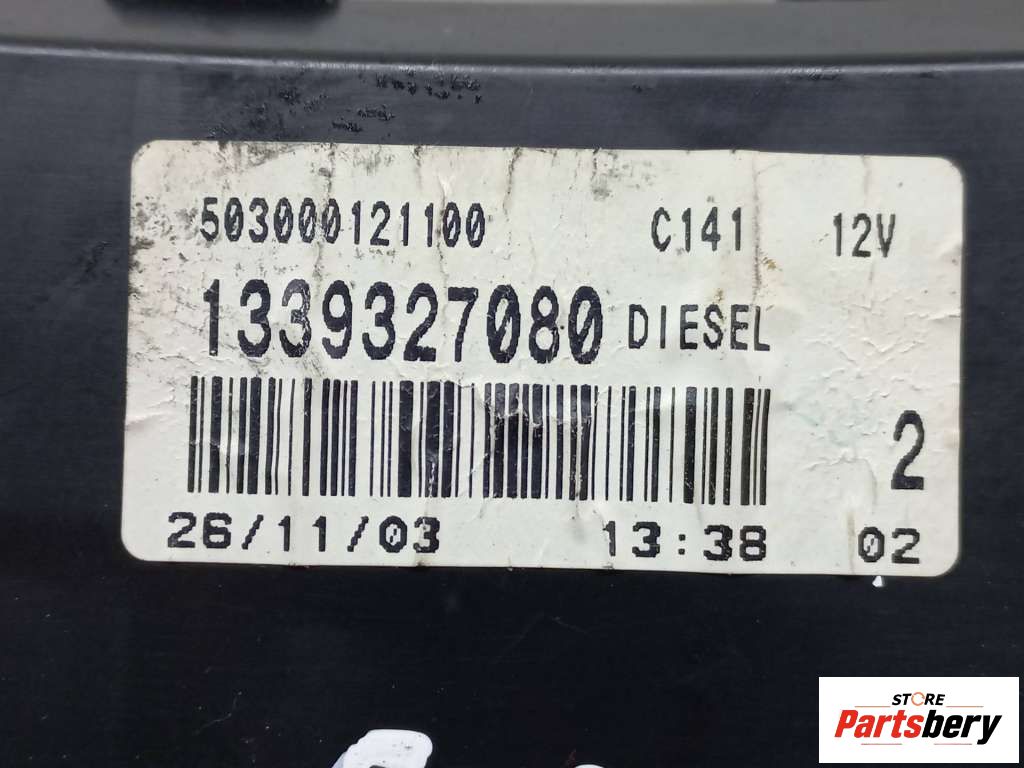 503000121100 C141 12V
1339327080 DIESEL
2
26/11/03 13:38 02
STORE
Partsbery